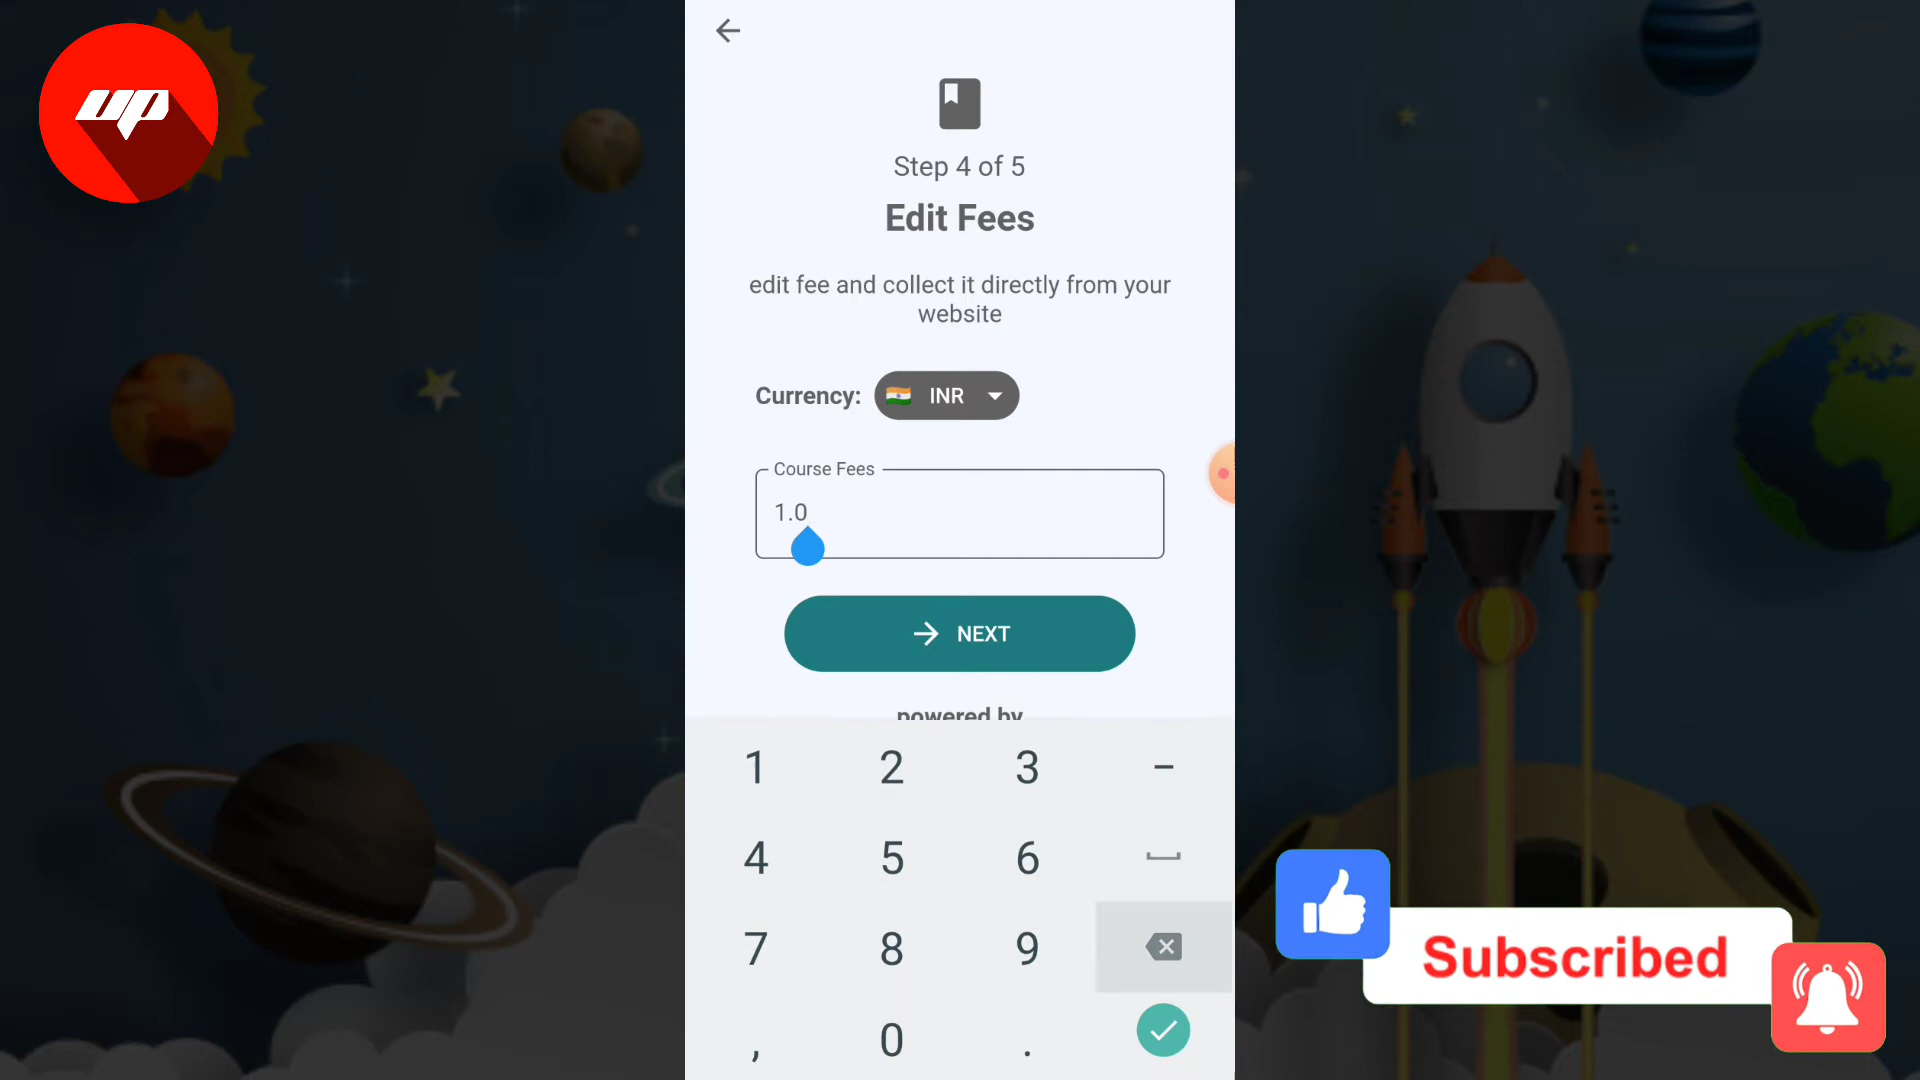 up
Step 4 of 5
Edit Fees
edit fee and collect it directly from your
website
Currency: INR
Course Fees
1.0
NEXT
powered by
1 2 3 -
4 5 6
7 8 9
, 0 .
Subscribed